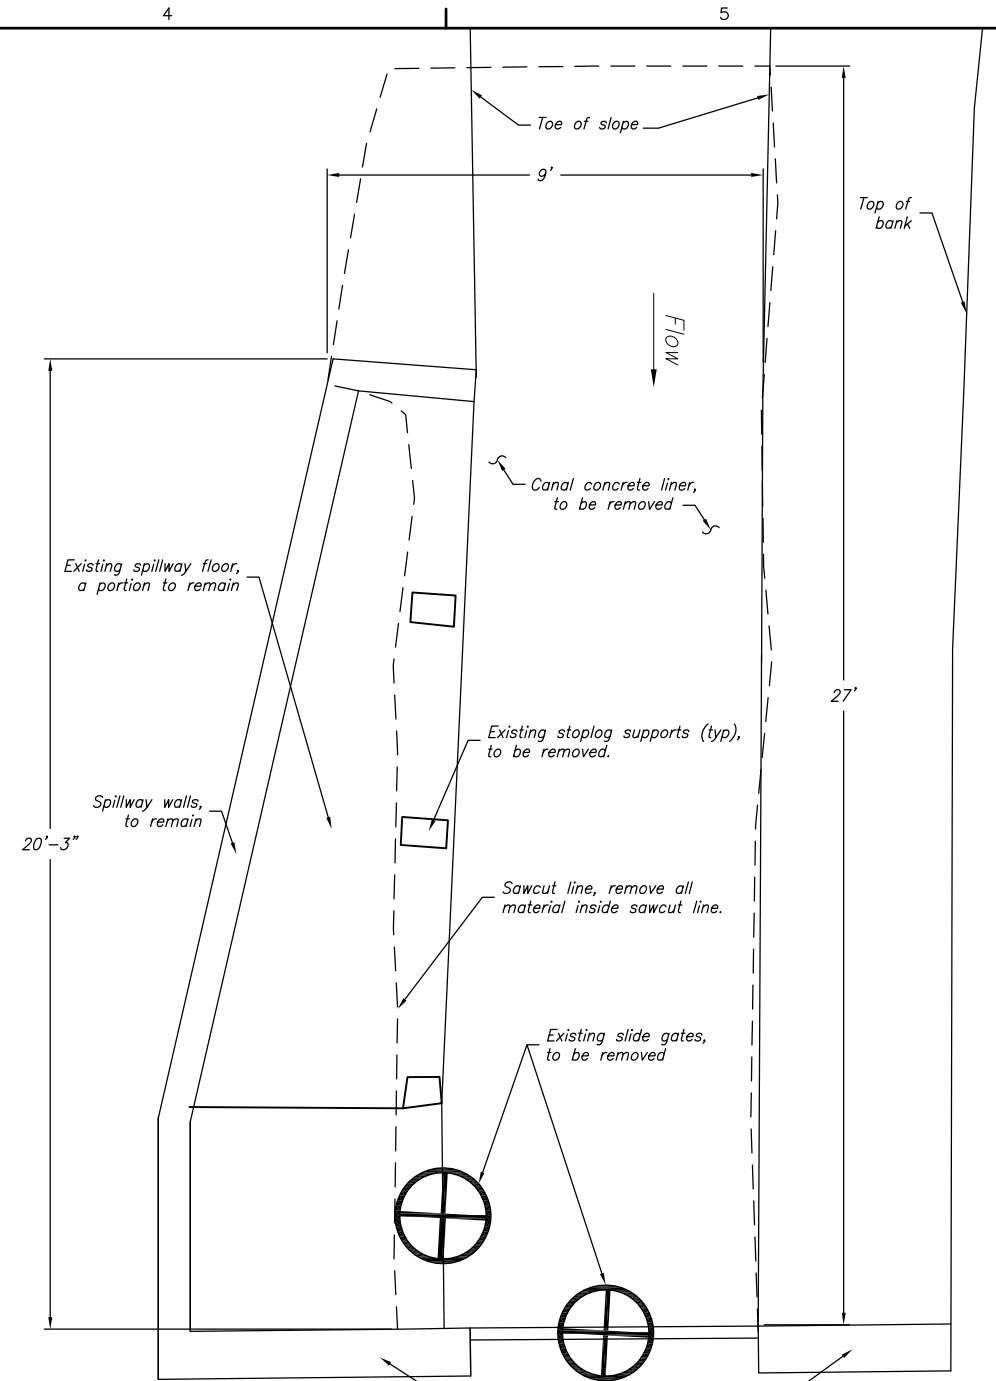 4
5
Toe of slope
9'
Top of
bank
Flow
Canal concrete liner,
to be removed
Existing spillway floor,
a portion to remain
27'
Existing stoplog supports (typ),
to be removed.
Spillway walls,
to remain
20'-3"
Sawcut line, remove all
material inside sawcut line.
Existing slide gates,
to be removed